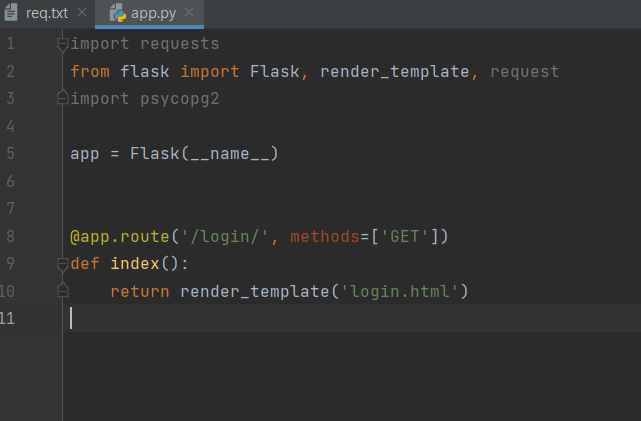 req.txt app.py
1 import requests
2 from flask import Flask, render_template, request
3 import psycopg2
4
5 app = Flask(__name__)
6
7
8 @app.route('/login/', methods=['GET'])
9 def index():
10     return render_template('login.html')
11